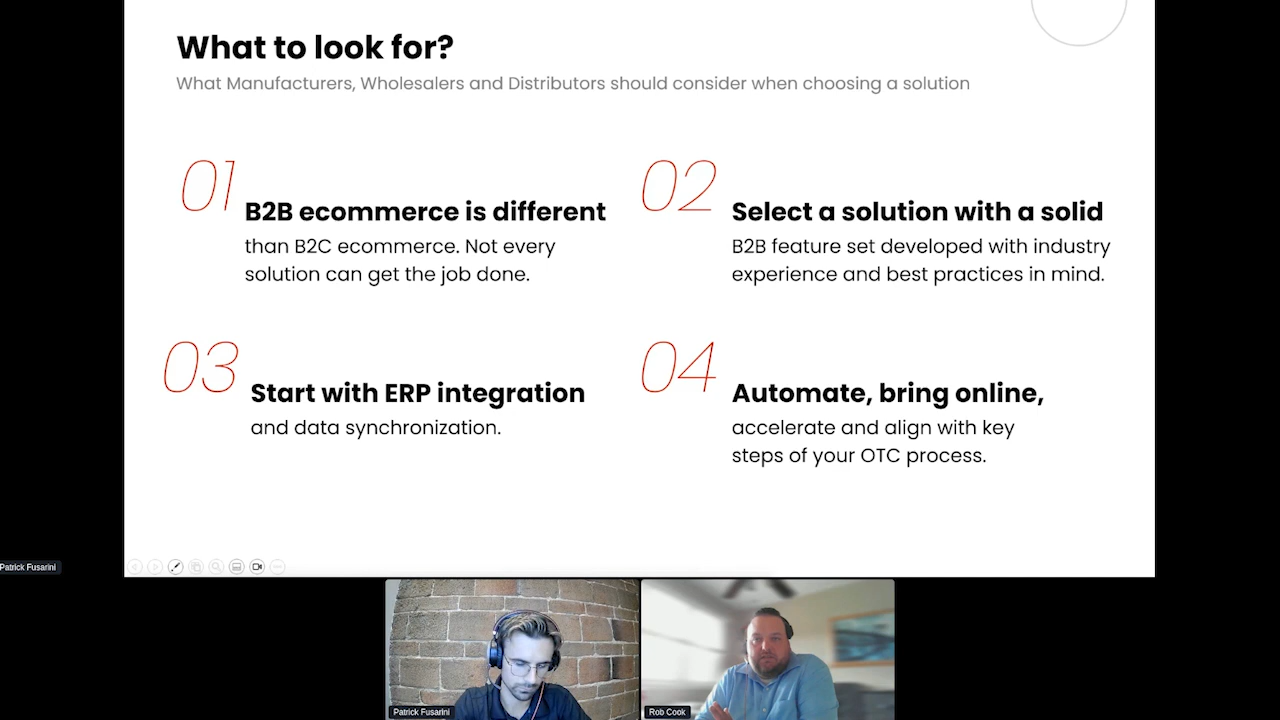 What to look for?
What Manufacturers, Wholesalers and Distributors should consider when choosing a solution
01
B2B ecommerce is different
than B2C ecommerce. Not every
solution can get the job done.
02
Select a solution with a solid
B2B feature set developed with industry
experience and best practices in mind.
03
Start with ERP integration
and data synchronization.
04
Automate, bring online,
accelerate and align with key
steps of your OTC process.
Patrick Fusarini
Patrick Fusarini
Rob Cook